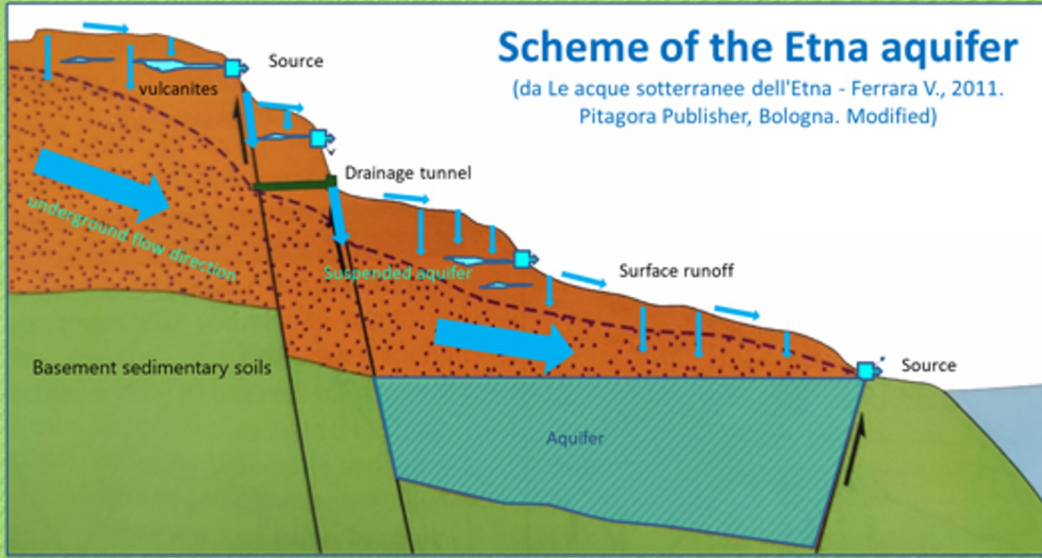 Scheme of the Etna aquifer
(da Le acque sotterranee dell'Etna - Ferrara V., 2011.
Pitagora Publisher, Bologna. Modified)
Source
vulcanites
Drainage tunnel
underground flow direction
Suspended aquifer
Surface runoff
Basement sedimentary soils
Source
Aquifer